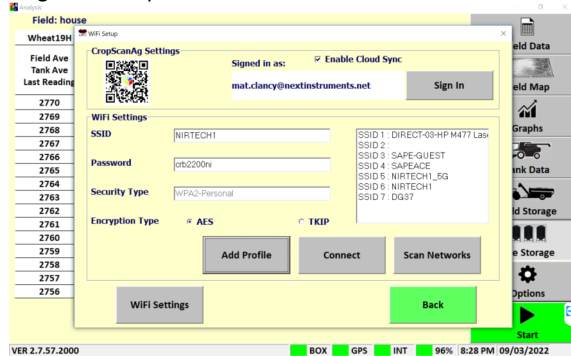 Analysis
Field: house
Wheat19H
Field Ave
Tank Ave
Last Reading
2770
2769
2768
2767
2766
2765
2764
2763
2762
2761
2760
2759
2758
2757
2756
WiFi Setup
CropScanAg Settings
Signed in as:
Enable Cloud Sync
mat.clancy@nextinstruments.net
Sign In
WiFi Settings
SSID
NIRTECH1
Password
crb2200ni
Security Type
WPA2-Personal
Encryption Type
AES
TKIP
SSID 1 : DIRECT-03-HP M477 Lase
SSID 2 :
SSID 3 : SAPE-GUEST
SSID 4 : SAPEACE
SSID 5 : NIRTECH1_5G
SSID 6 : NIRTECH1
SSID 7 : DG37
Add Profile
Connect
Scan Networks
WiFi Settings
Back
eld Data
eld Map
Graphs
nk Data
ld Storage
e Storage
Options
Start
VER 2.7.57.2000
BOX
GPS
INT
96%
8:28 PM
09/03/2022